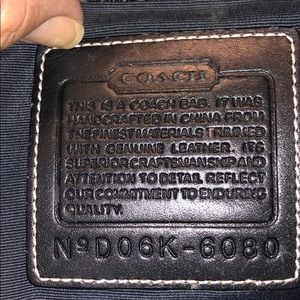 COACH
THIS IS A COACH BAG. IT WAS
HANDCRAFTED IN CHINA FROM
THE FINEST MATERIALS TRIMMED
WITH GENUINE LEATHER. ITS
SUPERIOR CRAFTSMANSHIP AND
ATTENTION TO DETAIL REFLECT
OUR COMMITMENT TO ENDURING
QUALITY.
Nº D06K-6080